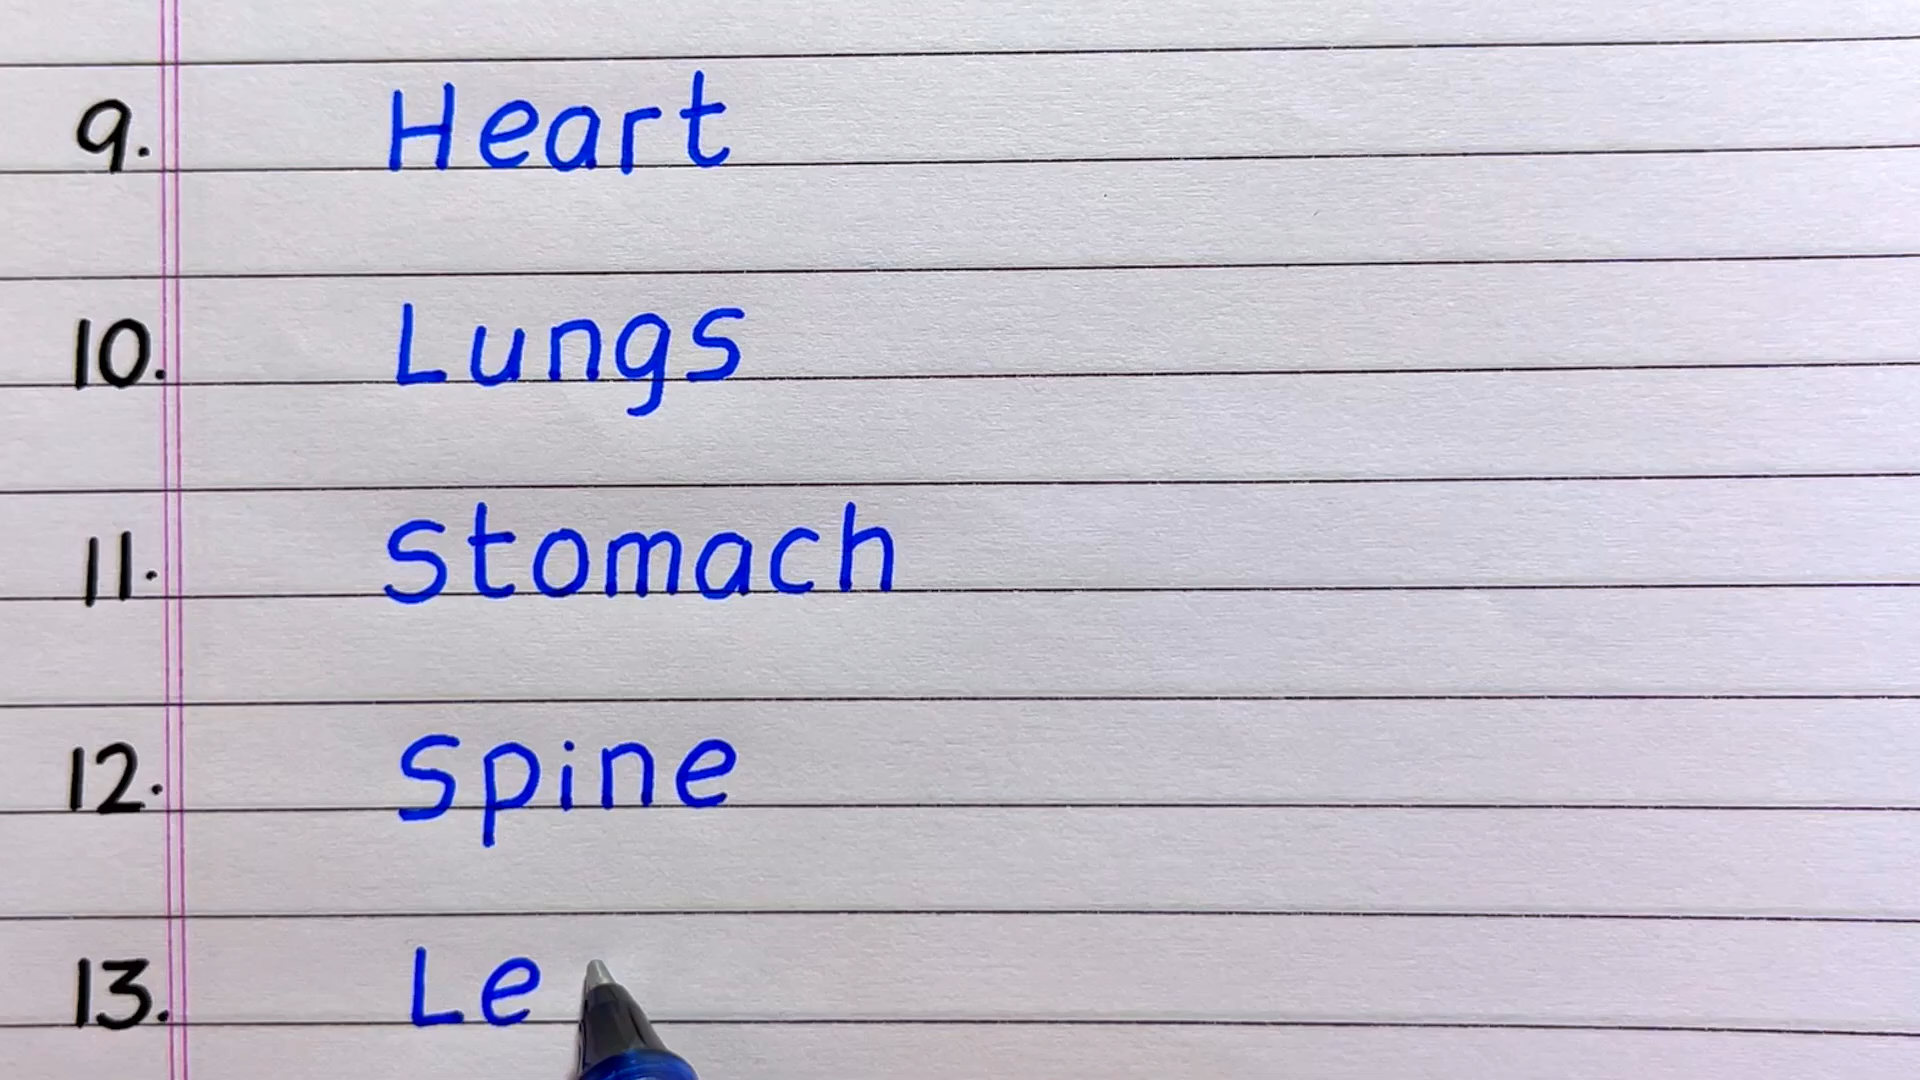 9. Heart
10. Lungs
11. Stomach
12. Spine
13. Le